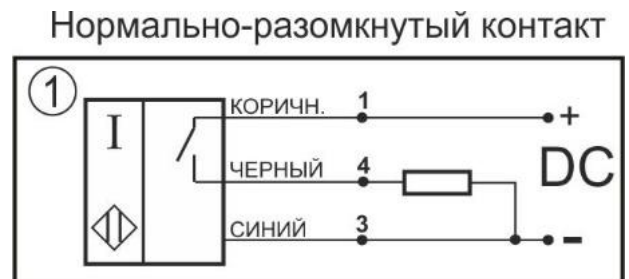 Нормально-разомкнутый контакт
1
I
КОРИЧН. 1 +
ЧЕРНЫЙ 4
DC
СИНИЙ 3 -